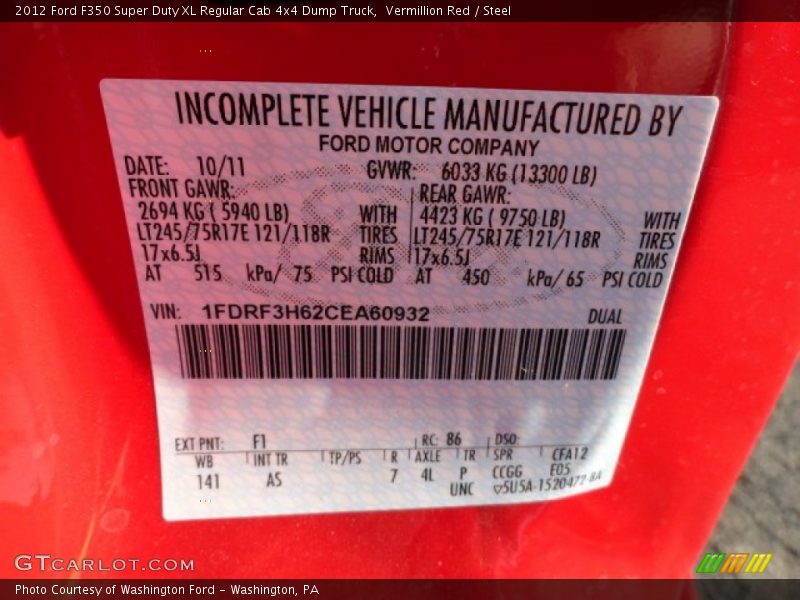 2012 Ford F350 Super Duty XL Regular Cab 4x4 Dump Truck,  Vermillion Red / Steel
INCOMPLETE VEHICLE MANUFACTURED BY
FORD MOTOR COMPANY
DATE: 10/11 GVWR: 6033 KG (13300 LB)
FRONT GAWR: REAR GAWR:
2694 KG ( 5940 LB) WITH 4423 KG ( 9750 LB) WITH
LT245/75R17E 121/118R TIRES LT245/75R17E 121/118R TIRES
17x6.5J RIMS 17x6.5J RIMS
AT 515 kPa/ 75 PSI COLD AT 450 kPa/ 65 PSI COLD
VIN: 1FDRF3H62CEA60932 DUAL
EXT PNT: F1 RC: 86 DSO:
WB INT TR TP/PS R AXLE TR SPR CFA12
141 AS 7 4L P CCGG F05
UNC ▽5U5A-1520472-BA
GTCARLOT.COM
Photo Courtesy of Washington Ford - Washington, PA